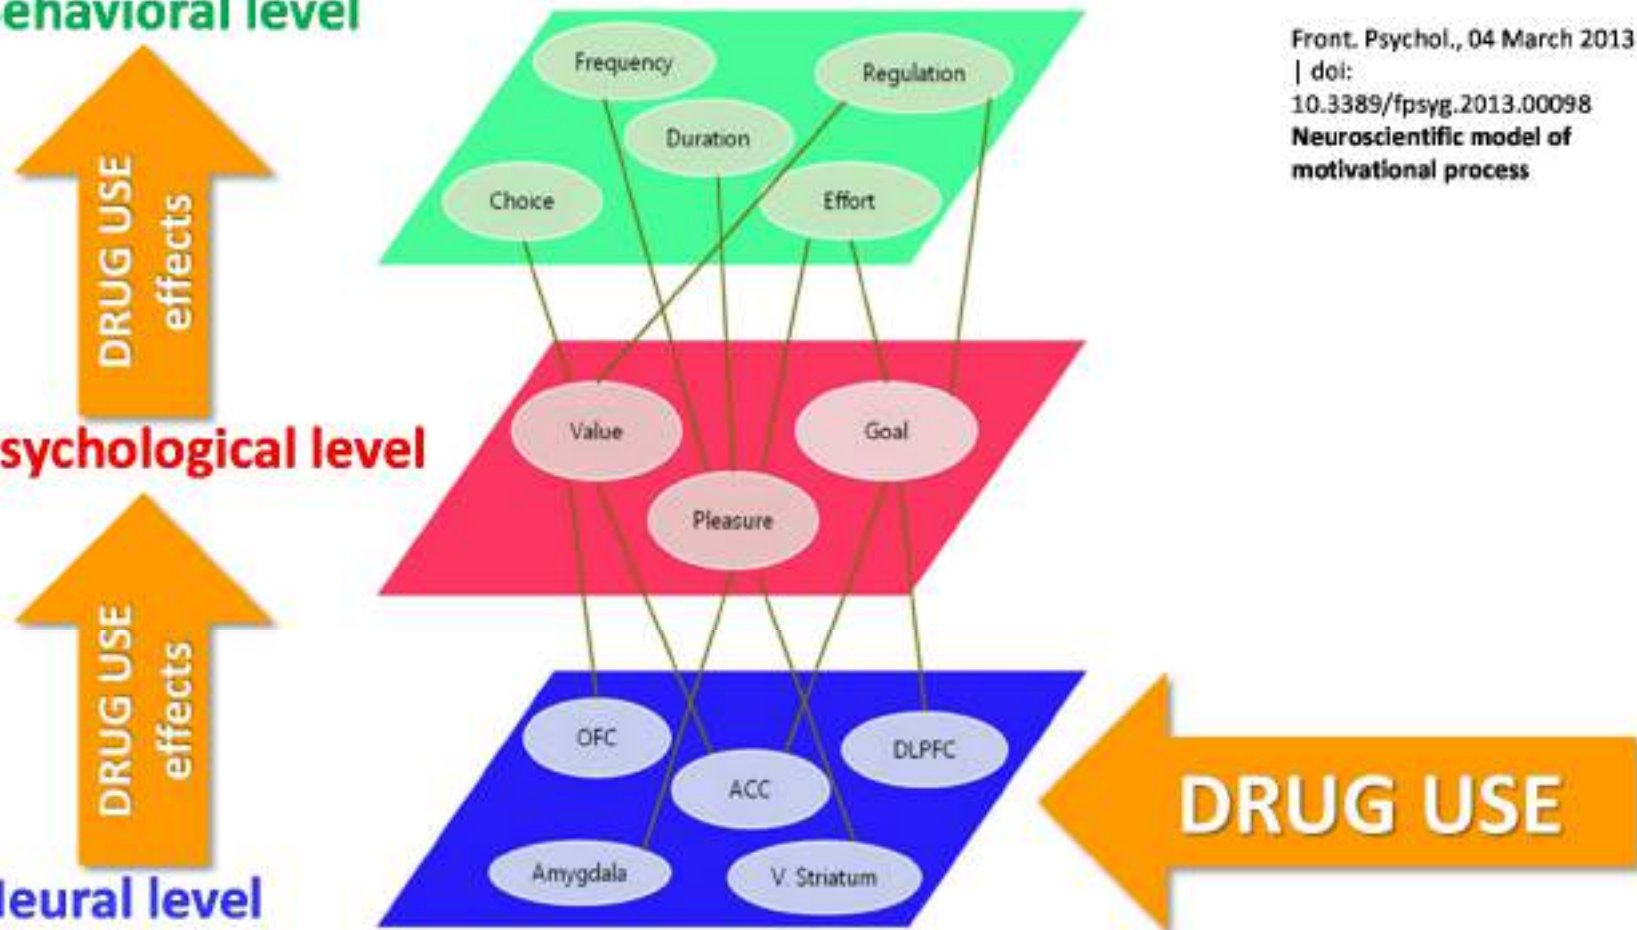 ehavioral level
Front. Psychol., 04 March 2013
| doi:
10.3389/fpsyg.2013.00098
Neuroscientific model of
motivational process
Frequency
Regulation
Duration
Choice
Effort
DRUG USE
effects
sychological level
Value
Goal
Pleasure
DRUG USE
effects
OFC
DLPFC
ACC
Amygdala
V. Striatum
DRUG USE
eural level